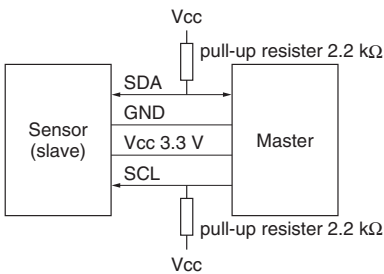 Vcc
pull-up resister 2.2 kΩ
SDA
GND
Sensor
(slave)
Vcc 3.3 V
Master
SCL
pull-up resister 2.2 kΩ
Vcc